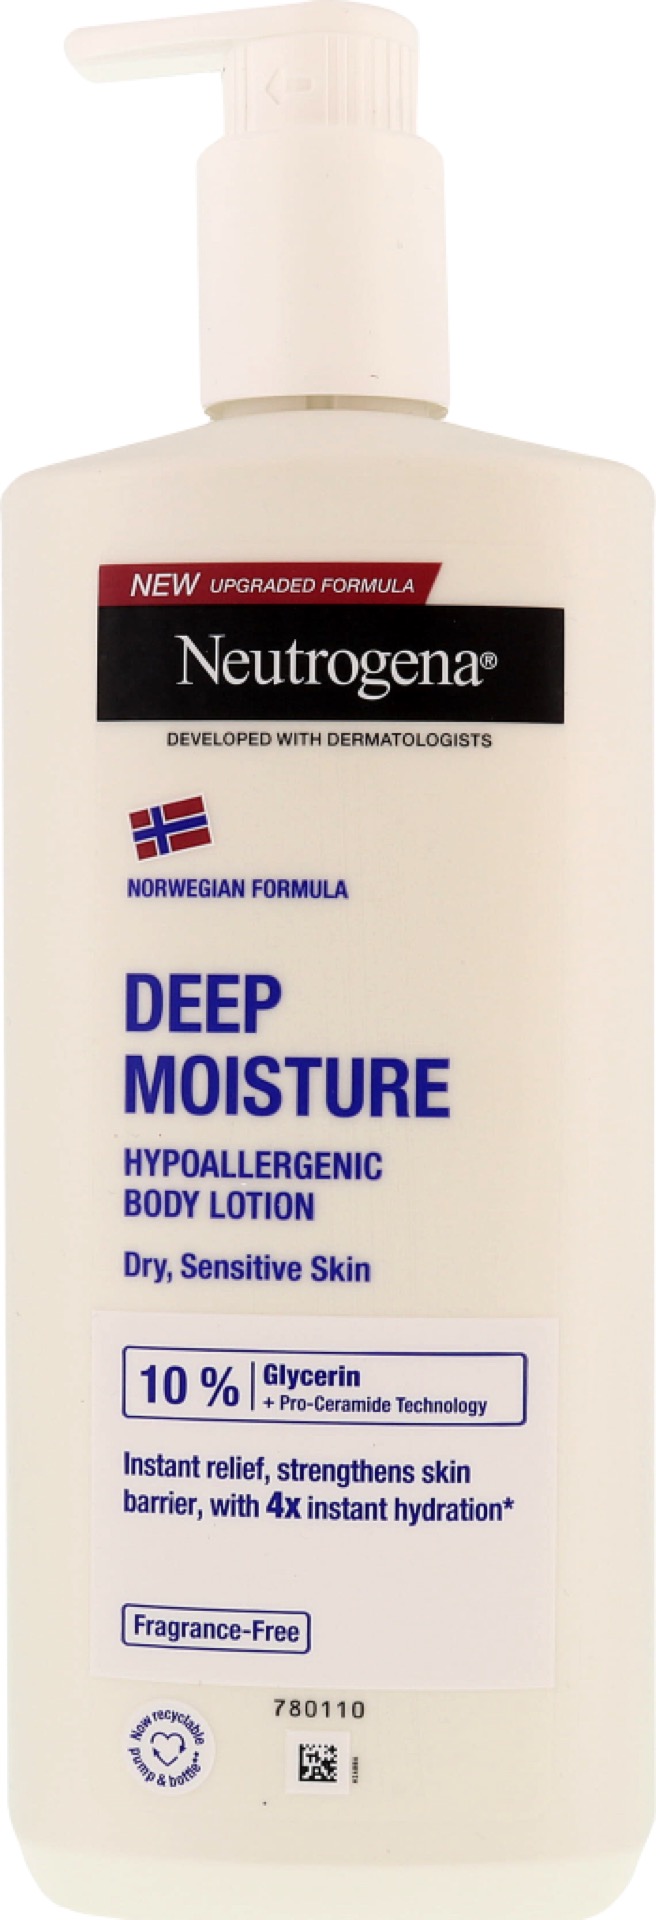 NEW UPGRADED FORMULA
Neutrogena®
DEVELOPED WITH DERMATOLOGISTS
NORWEGIAN FORMULA
DEEP
MOISTURE
HYPOALLERGENIC
BODY LOTION
Dry, Sensitive Skin
10 % Glycerin
+ Pro-Ceramide Technology
Instant relief, strengthens skin
barrier, with 4x instant hydration*
Fragrance-Free
Now recyclable
pump & bottle**
780110